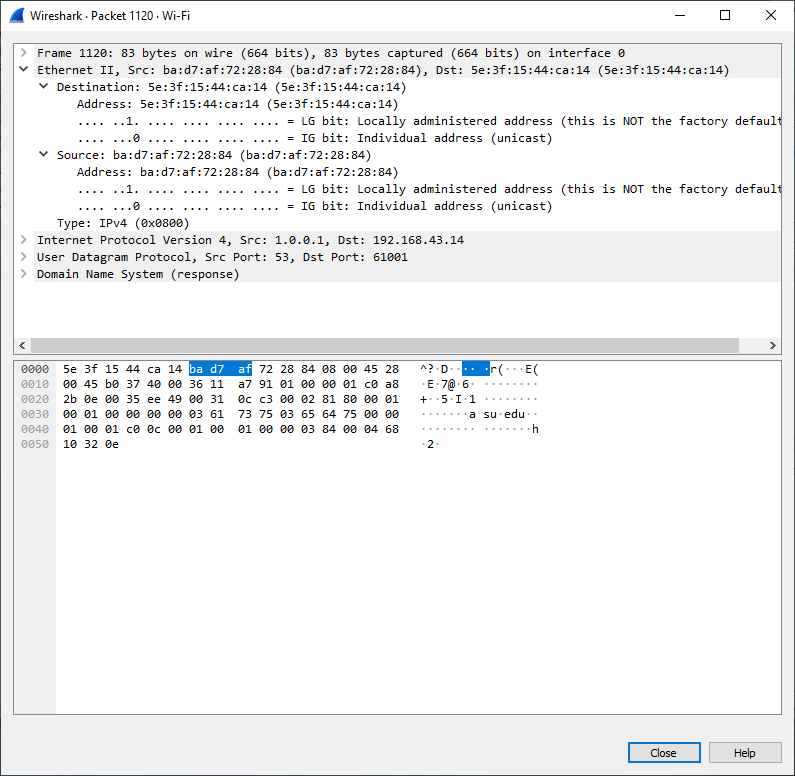 Wireshark · Packet 1120 · Wi-Fi
Frame 1120: 83 bytes on wire (664 bits), 83 bytes captured (664 bits) on interface 0
Ethernet II, Src: ba:d7:af:72:28:84 (ba:d7:af:72:28:84), Dst: 5e:3f:15:44:ca:14 (5e:3f:15:44:ca:14)
Destination: 5e:3f:15:44:ca:14 (5e:3f:15:44:ca:14)
Address: 5e:3f:15:44:ca:14 (5e:3f:15:44:ca:14)
.... ..1. .... .... .... .... = LG bit: Locally administered address (this is NOT the factory default
.... ...0 .... .... .... .... = IG bit: Individual address (unicast)
Source: ba:d7:af:72:28:84 (ba:d7:af:72:28:84)
Address: ba:d7:af:72:28:84 (ba:d7:af:72:28:84)
.... ..1. .... .... .... .... = LG bit: Locally administered address (this is NOT the factory default
.... ...0 .... .... .... .... = IG bit: Individual address (unicast)
Type: IPv4 (0x0800)
Internet Protocol Version 4, Src: 1.0.0.1, Dst: 192.168.43.14
User Datagram Protocol, Src Port: 53, Dst Port: 61001
Domain Name System (response)
0000 5e 3f 15 44 ca 14 ba d7 af 72 28 84 08 00 45 28 ^?·D·· ···r(···E(
0010 00 45 b0 37 40 00 36 11 a7 91 01 00 00 01 c0 a8 ·E·7@·6· ········
0020 2b 0e 00 35 ee 49 00 31 0c c3 00 02 81 80 00 01 +··5·I·1 ········
0030 00 01 00 00 00 00 03 61 73 75 03 65 64 75 00 00 ·······a su·edu··
0040 01 00 01 c0 0c 00 01 00 01 00 00 03 84 00 04 68 ········ ·······h
0050 10 32 0e ·2·
Close Help